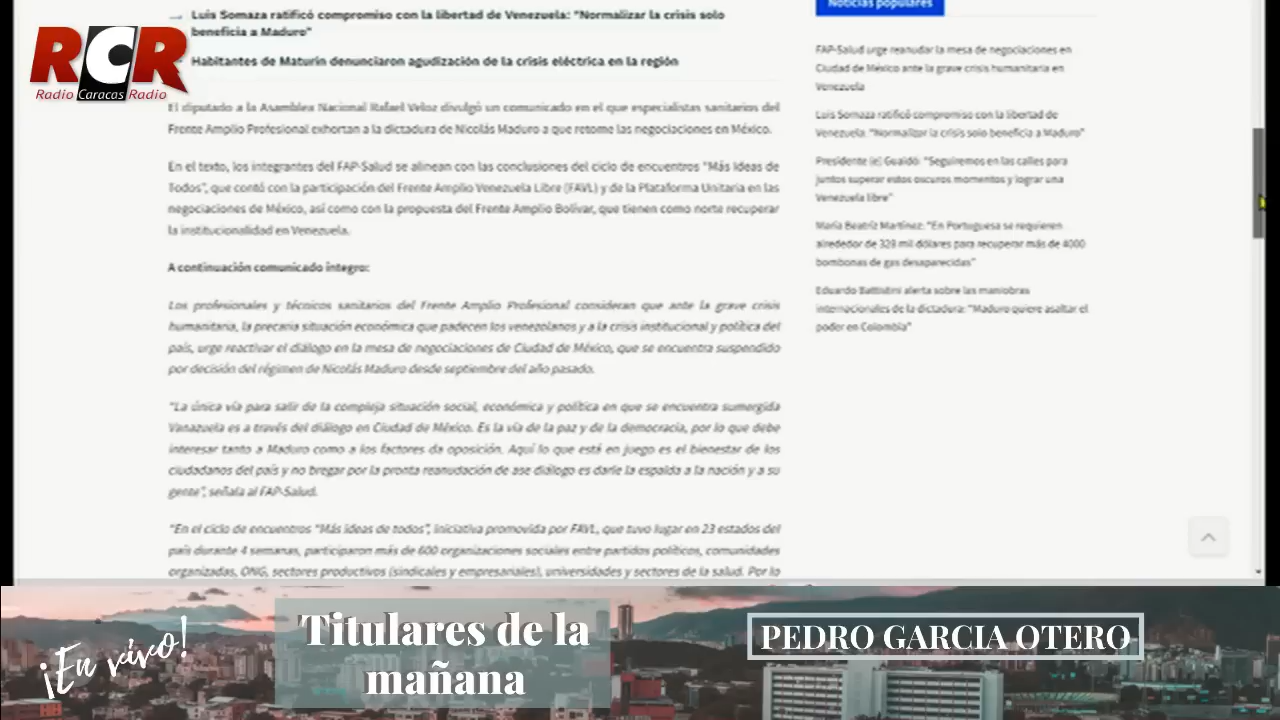 Luis Somaza ratificó compromiso con la libertad de Venezuela: "Normalizar la crisis solo
beneficia a Maduro"
Habitantes de Maturín denunciaron agudización de la crisis eléctrica en la región
RCR
Radio Caracas Radio
El diputado a la Asamblea Nacional Rafael Veloz divulgó un comunicado en el que especialistas sanitarios del
Frente Amplio Profesional exhortan a la dictadura de Nicolás Maduro a que retome las negociaciones en México.
En el texto, los integrantes del FAP-Salud se alinean con las conclusiones del ciclo de encuentros "Más Ideas de
Todos", que contó con la participación del Frente Amplio Venezuela Libre (FAVL) y de la Plataforma Unitaria en las
negociaciones de México, así como con la propuesta del Frente Amplio Bolívar, que tienen como norte recuperar
la institucionalidad en Venezuela.
A continuación comunicado íntegro:
Los profesionales y técnicos sanitarios del Frente Amplio Profesional consideran que ante la grave crisis
humanitaria, la precaria situación económica que padecen los venezolanos y a la crisis institucional y política del
país, urge reactivar el diálogo en la mesa de negociaciones de Ciudad de México, que se encuentra suspendido
por decisión del régimen de Nicolás Maduro desde septiembre del año pasado.
"La única vía para salir de la compleja situación social, económica y política en que se encuentra sumergida
Vanazuela es a través del diálogo en Ciudad de México. Es la vía de la paz y de la democracia, por lo que debe
interesar tanto a Maduro como a los factores da oposición. Aquí lo que está en juego es el bienestar de los
ciudadanos del país y no bregar por la pronta reanudación de ase diálogo es darle la espalda a la nación y a su
gente", señala al FAP-Salud.
"En el ciclo de encuentros "Más ideas de todos", iniciativa promovida por FAVL, que tuvo lugar en 23 estados del
país durante 4 semanas, participaron más de 600 organizaciones sociales entre partidos políticos, comunidades
organizadas, ONG, sectores productivos (sindicales y empresariales), universidades y sectores de la salud. Por lo
Noticias populares
FAP-Salud urge reanudar la mesa de negociaciones en
Ciudad de México ante la grave crisis humanitaria en
Venezuela
Luis Somaza ratificó compromiso con la libertad de
Venezuela: "Normalizar la crisis solo beneficia a Maduro"
Presidente (e) Guaidó: "Seguiremos en las calles para
juntos superar estos oscuros momentos y lograr una
Venezuela libre"
María Beatriz Martínez: "En Portuguesa se requieren
alrededor de 328 mil dólares para recuperar más de 4000
bombonas de gas desaparecidas"
Eduardo Battistini alerta sobre las maniobras
internacionales de la dictadura: "Maduro quiere asaltar el
poder en Colombia"
¡En vivo!
Titulares de la
mañana
PEDRO GARCIA OTERO